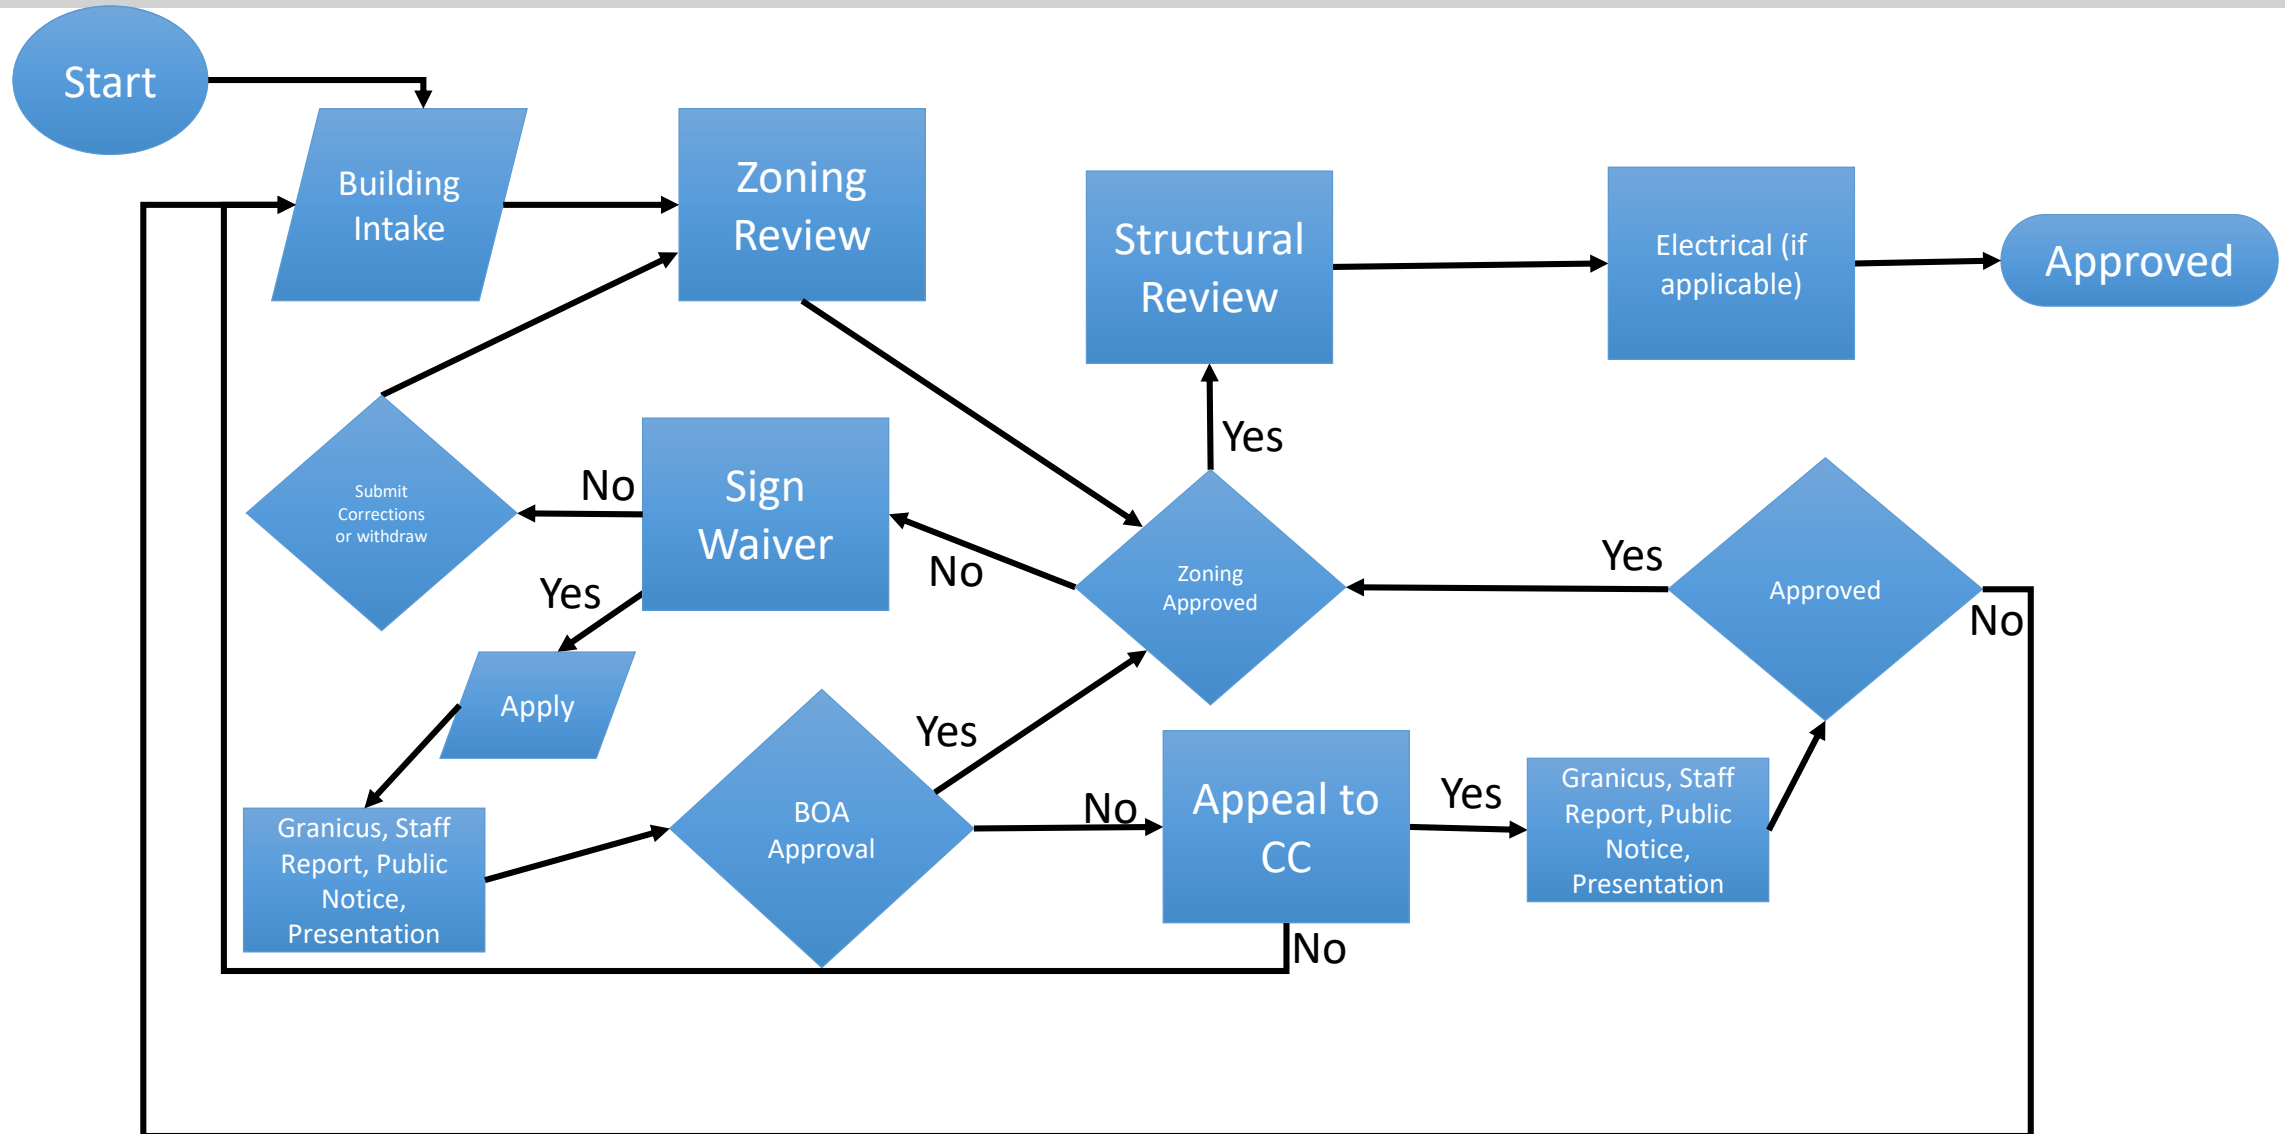 Start
Building
Intake
Zoning
Review
Structural
Review
Electrical (if
applicable)
Approved
Yes
Submit
Corrections
or withdraw
No
Sign
Waiver
No
Zoning
Approved
Yes
Approved
No
Yes
Apply
Granicus, Staff
Report, Public
Notice,
Presentation
BOA
Approval
Yes
No
Appeal to
CC
Yes
Granicus, Staff
Report, Public
Notice,
Presentation
No